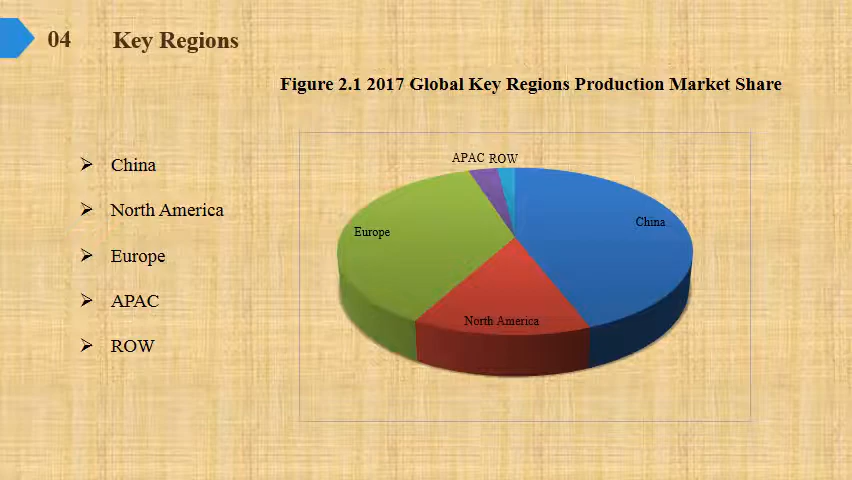 04 Key Regions
Figure 2.1 2017 Global Key Regions Production Market Share
China
North America
Europe
APAC
ROW
APAC ROW
China
Europe
North America